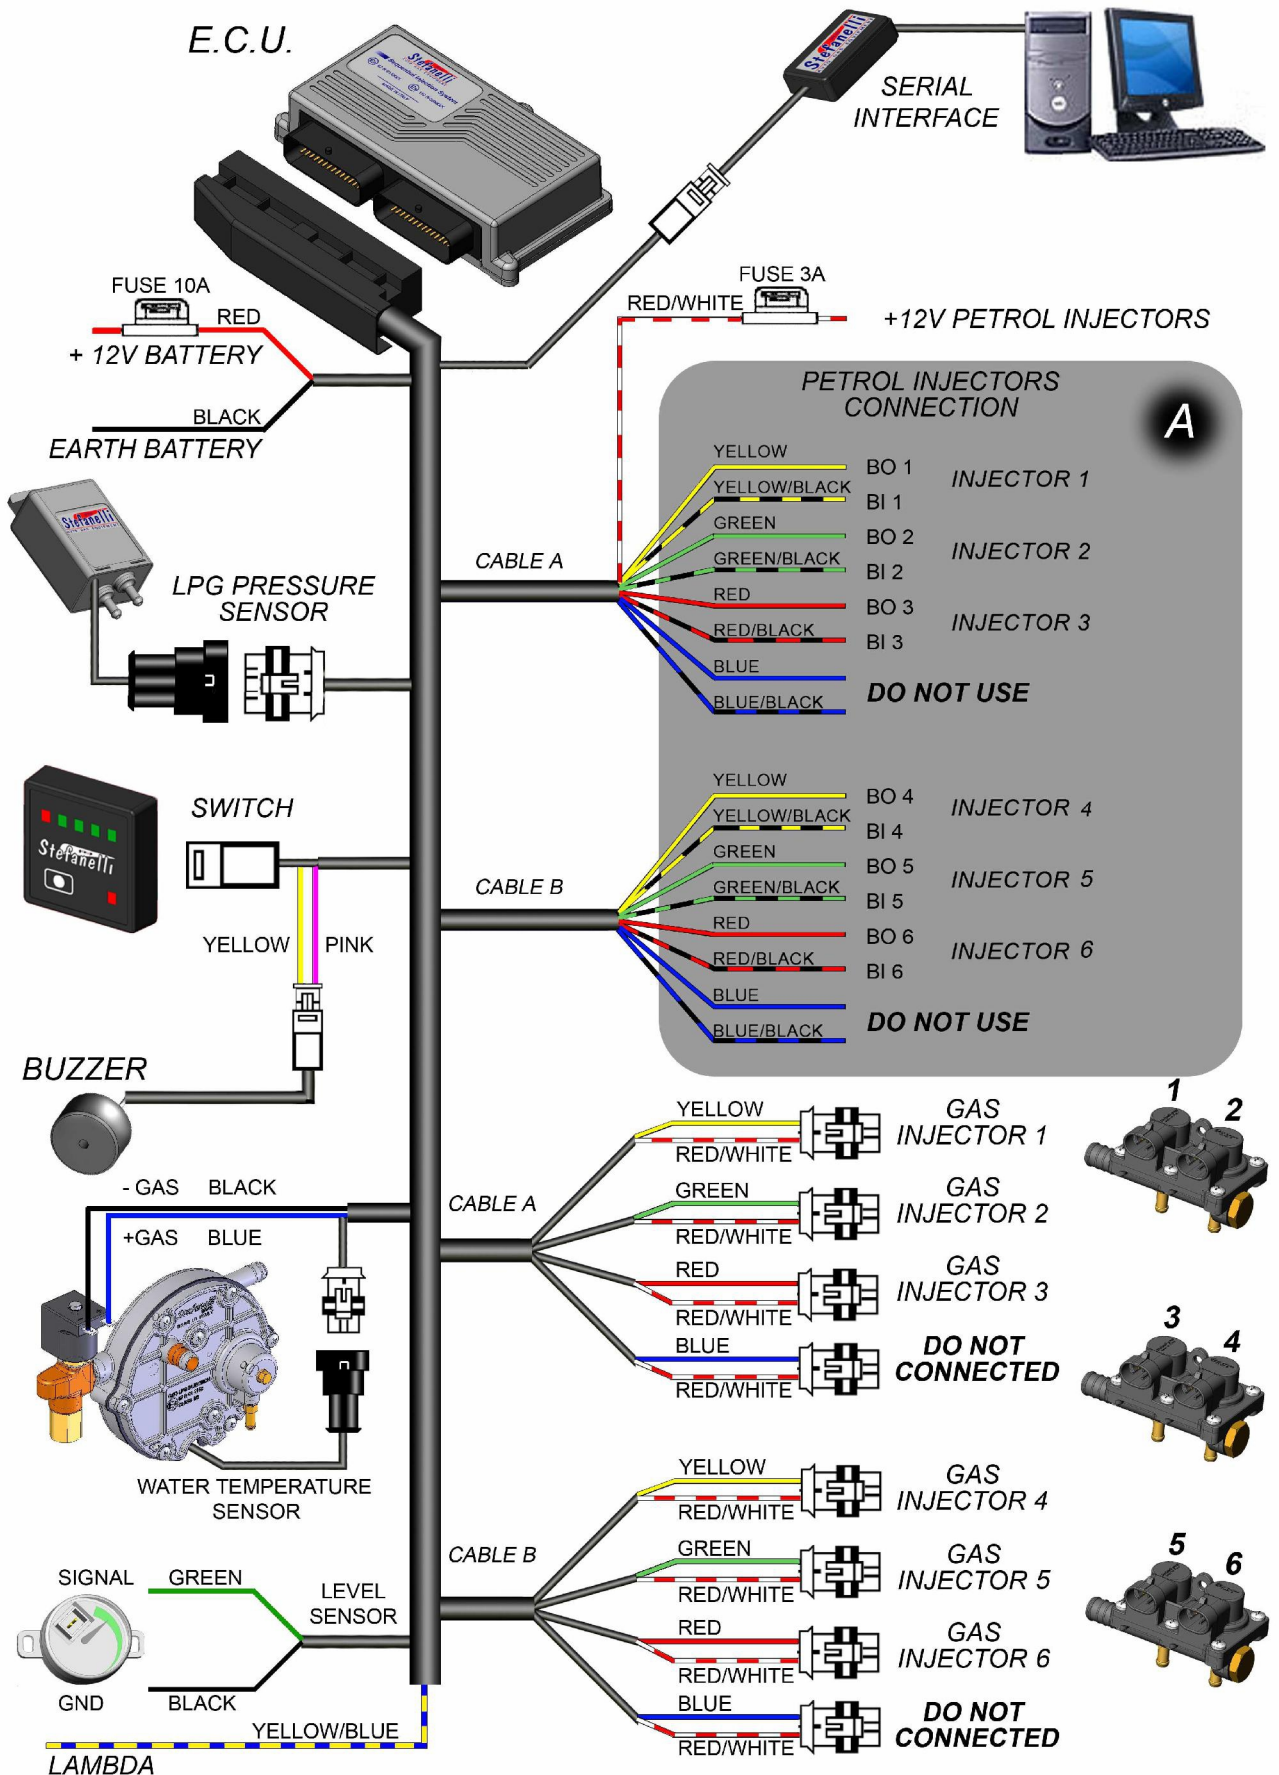 E.C.U.
Stefanelli
Sequential Injection System
Stefanelli
SERIAL
INTERFACE
FUSE 10A
RED
+ 12V BATTERY
BLACK
EARTH BATTERY
FUSE 3A
RED/WHITE
+12V PETROL INJECTORS
PETROL INJECTORS
CONNECTION
A
CABLE A
YELLOW
BO 1
YELLOW/BLACK
BI 1
INJECTOR 1
GREEN
BO 2
GREEN/BLACK
BI 2
INJECTOR 2
RED
BO 3
RED/BLACK
BI 3
INJECTOR 3
BLUE
BLUE/BLACK
DO NOT USE
Stefanelli
LPG PRESSURE
SENSOR
SWITCH
Stefanelli
YELLOW
PINK
BUZZER
CABLE B
YELLOW
BO 4
YELLOW/BLACK
BI 4
INJECTOR 4
GREEN
BO 5
GREEN/BLACK
BI 5
INJECTOR 5
RED
BO 6
RED/BLACK
BI 6
INJECTOR 6
BLUE
BLUE/BLACK
DO NOT USE
- GAS BLACK
+GAS BLUE
WATER TEMPERATURE
SENSOR
CABLE A
YELLOW
RED/WHITE
GAS
INJECTOR 1
GREEN
RED/WHITE
GAS
INJECTOR 2
RED
RED/WHITE
GAS
INJECTOR 3
BLUE
RED/WHITE
DO NOT
CONNECTED
1
2
3
4
CABLE B
YELLOW
RED/WHITE
GAS
INJECTOR 4
GREEN
RED/WHITE
GAS
INJECTOR 5
RED
RED/WHITE
GAS
INJECTOR 6
BLUE
RED/WHITE
DO NOT
CONNECTED
5
6
SIGNAL
GREEN
LEVEL
SENSOR
GND
BLACK
YELLOW/BLUE
LAMBDA